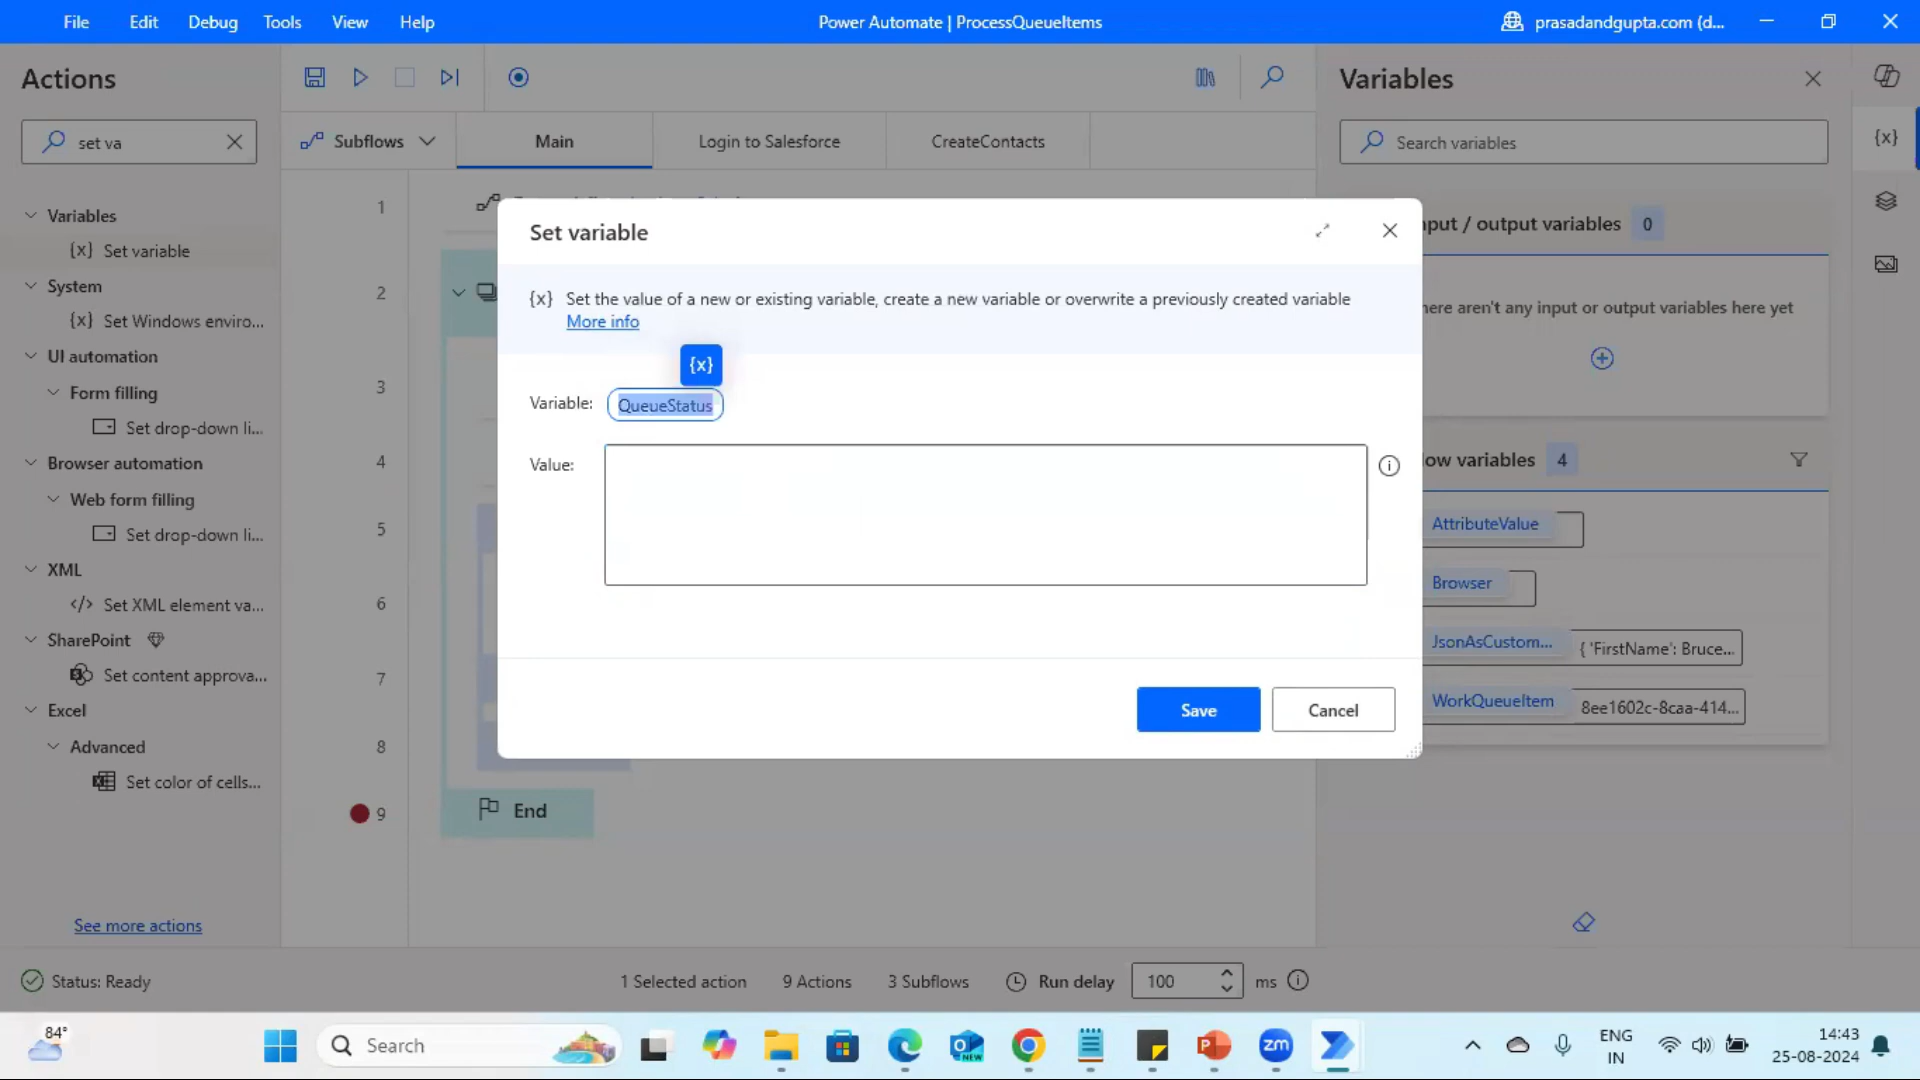 File Edit Debug Tools View Help
Power Automate | ProcessQueueItems
prasadandgupta.com (d...
Actions
set va
Variables
{x} Set variable
System
{x} Set Windows enviro...
UI automation
Form filling
Set drop-down li...
Browser automation
Web form filling
Set drop-down li...
XML
</> Set XML element va...
SharePoint
Set content approva...
Excel
Advanced
Set color of cells...
See more actions
Subflows
Main
Login to Salesforce
CreateContacts
1
2
3
4
5
6
7
8
9
End
Set variable
{x} Set the value of a new or existing variable, create a new variable or overwrite a previously created variable
More info
{x}
Variable: QueueStatus
Value:
Save
Cancel
Variables
{x}
Search variables
nput / output variables 0
here aren't any input or output variables here yet
low variables 4
AttributeValue
Browser
JsonAsCustom... { 'FirstName': Bruce...
WorkQueueItem 8ee1602c-8caa-414...
Status: Ready
1 Selected action
9 Actions
3 Subflows
Run delay 100 ms
84°
Search
NEW
zm
ENG
IN
14:43
25-08-2024